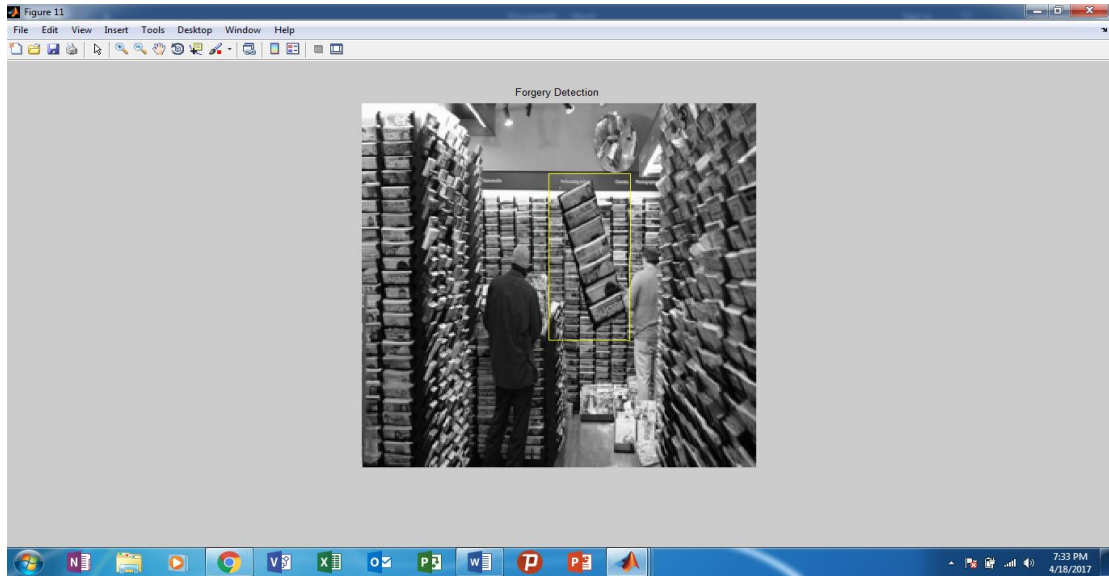 Figure 11
File Edit View Insert Tools Desktop Window Help
Forgery Detection
7:33 PM
4/18/2017